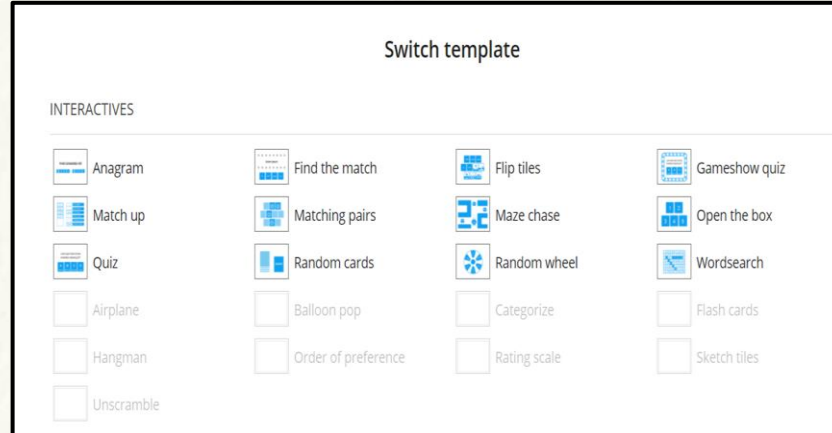 Switch template
INTERACTIVES
Anagram Find the match Flip tiles Gameshow quiz
Match up Matching pairs Maze chase Open the box
Quiz Random cards Random wheel Wordsearch
Airplane Balloon pop Categorize Flash cards
Hangman Order of preference Rating scale Sketch tiles
Unscramble